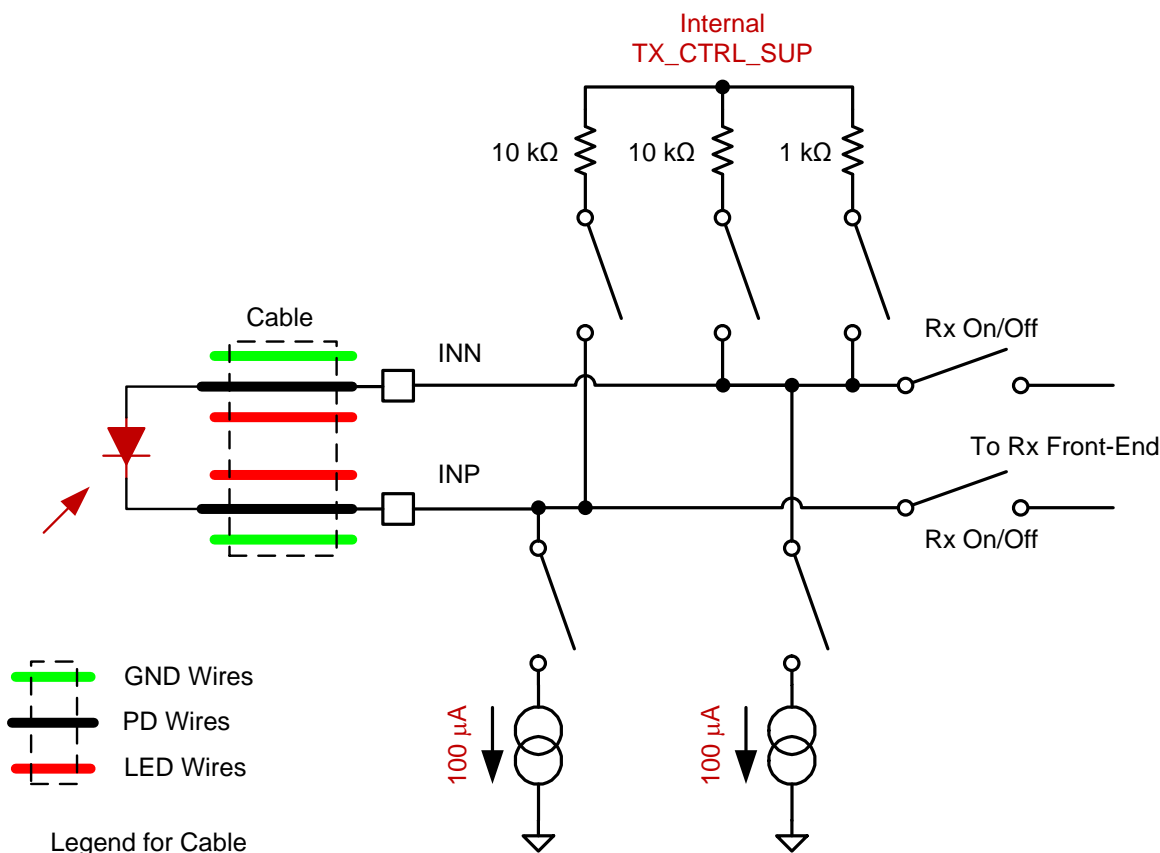 Internal
TX_CTRL_SUP
10 kΩ
10 kΩ
1 kΩ
Cable
INN
Rx On/Off
INP
To Rx Front-End
Rx On/Off
GND Wires
PD Wires
LED Wires
100 µA
100 µA
Legend for Cable